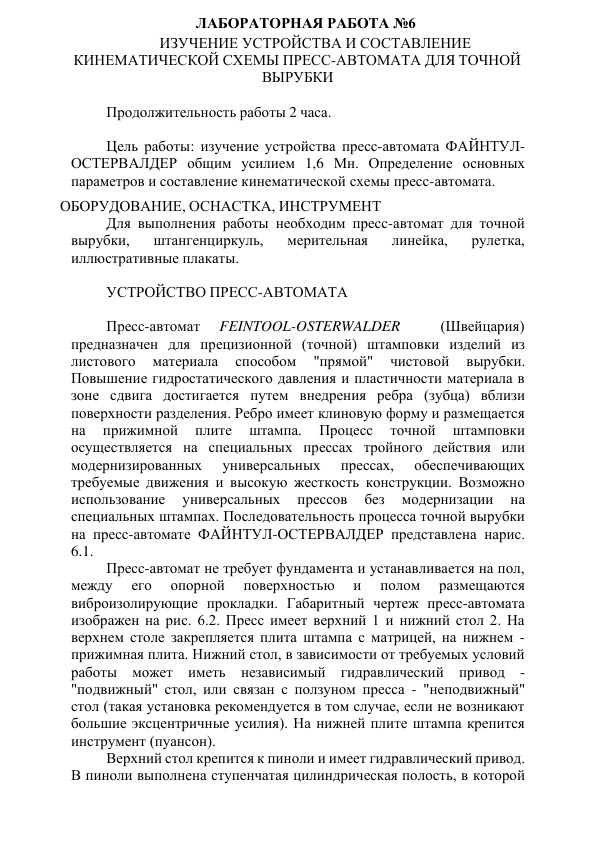 ЛАБОРАТОРНАЯ РАБОТА №6
ИЗУЧЕНИЕ УСТРОЙСТВА И СОСТАВЛЕНИЕ
КИНЕМАТИЧЕСКОЙ СХЕМЫ ПРЕСС-АВТОМАТА ДЛЯ ТОЧНОЙ
ВЫРУБКИ
Продолжительность работы 2 часа.
Цель работы: изучение устройства пресс-автомата ФАЙНТУЛ-
ОСТЕРВАЛДЕР общим усилием 1,6 Мн. Определение основных
параметров и составление кинематической схемы пресс-автомата.
ОБОРУДОВАНИЕ, ОСНАСТКА, ИНСТРУМЕНТ
Для выполнения работы необходим пресс-автомат для точной
вырубки, штангенциркуль, мерительная линейка, рулетка,
иллюстративные плакаты.
УСТРОЙСТВО ПРЕСС-АВТОМАТА
Пресс-автомат FEINTOOL-OSTERWALDER (Швейцария)
предназначен для прецизионной (точной) штамповки изделий из
листового материала способом "прямой" чистовой вырубки.
Повышение гидростатического давления и пластичности материала в
зоне сдвига достигается путем внедрения ребра (зубца) вблизи
поверхности разделения. Ребро имеет клиновую форму и размещается
на прижимной плите штампа. Процесс точной штамповки
осуществляется на специальных прессах тройного действия или
модернизированных универсальных прессах, обеспечивающих
требуемые движения и высокую жесткость конструкции. Возможно
использование универсальных прессов без модернизации на
специальных штампах. Последовательность процесса точной вырубки
на пресс-автомате ФАЙНТУЛ-ОСТЕРВАЛДЕР представлена нарис.
6.1.
Пресс-автомат не требует фундамента и устанавливается на пол,
между его опорной поверхностью и полом размещаются
виброизолирующие прокладки. Габаритный чертеж пресс-автомата
изображен на рис. 6.2. Пресс имеет верхний 1 и нижний стол 2. На
верхнем столе закрепляется плита штампа с матрицей, на нижнем -
прижимная плита. Нижний стол, в зависимости от требуемых условий
работы может иметь независимый гидравлический привод -
"подвижный" стол, или связан с ползуном пресса - "неподвижный"
стол (такая установка рекомендуется в том случае, если не возникают
большие эксцентричные усилия). На нижней плите штампа крепится
инструмент (пуансон).
Верхний стол крепится к пиноли и имеет гидравлический привод.
В пиноли выполнена ступенчатая цилиндрическая полость, в которой